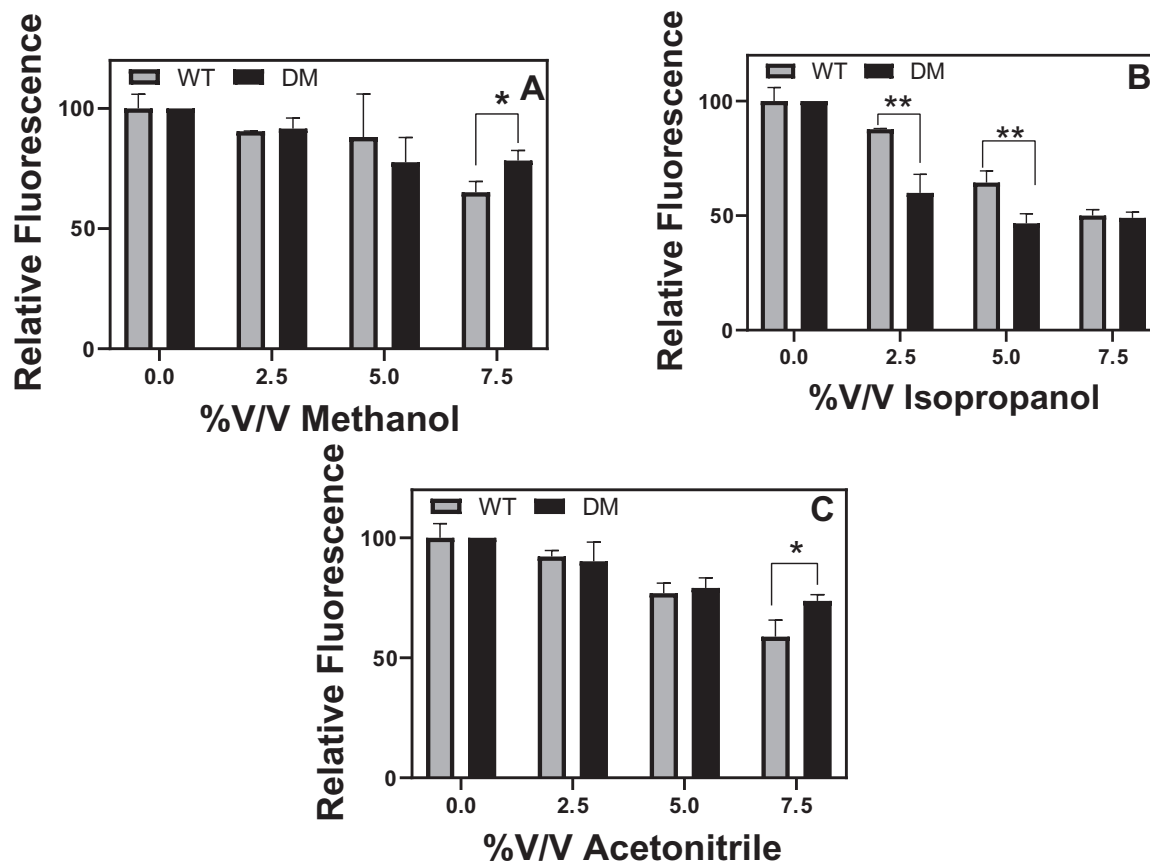 WT DM
A
*
Relative Fluorescence
100
50
0
0.0 2.5 5.0 7.5
%V/V Methanol
WT DM
B
** **
Relative Fluorescence
100
50
0
0.0 2.5 5.0 7.5
%V/V Isopropanol
WT DM
C
*
Relative Fluorescence
100
50
0
0.0 2.5 5.0 7.5
%V/V Acetonitrile